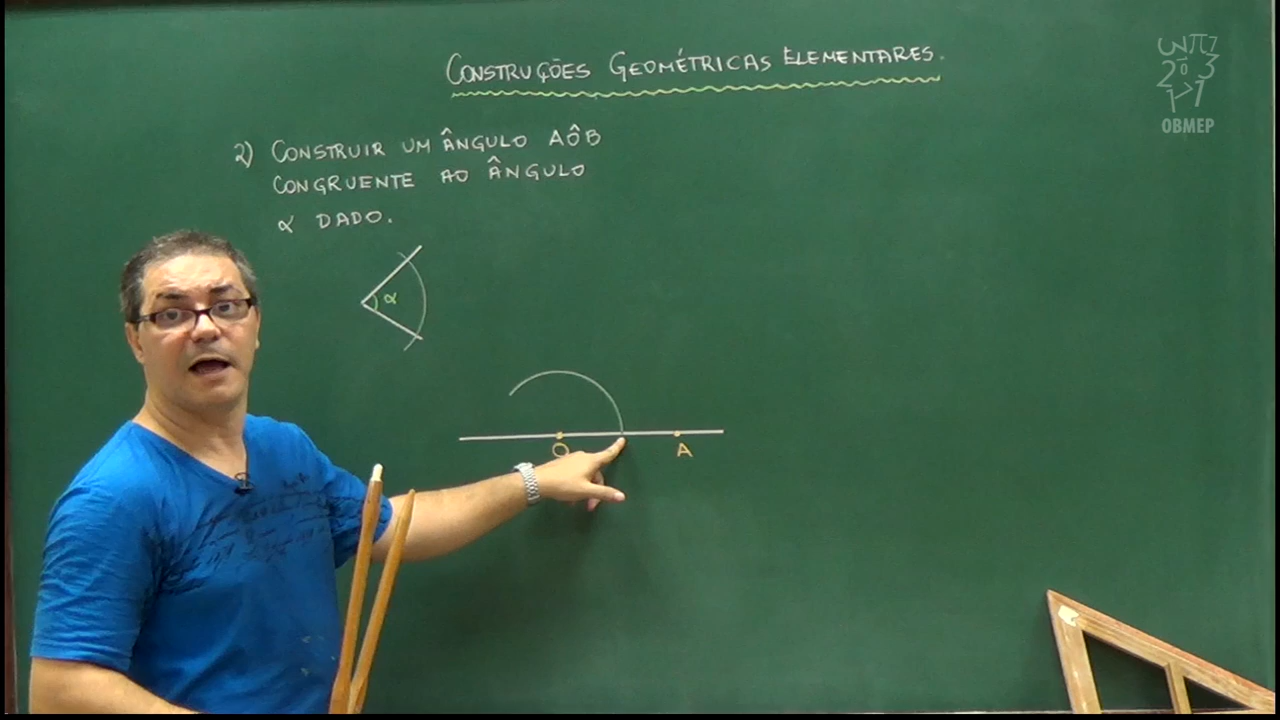 CONSTRUÇÕES GEOMÉTRICAS ELEMENTARES.
2) CONSTRUIR UM ÂNGULO AÔB
CONGRUENTE AO ÂNGULO
α DADO.
α
O A
OBMEP